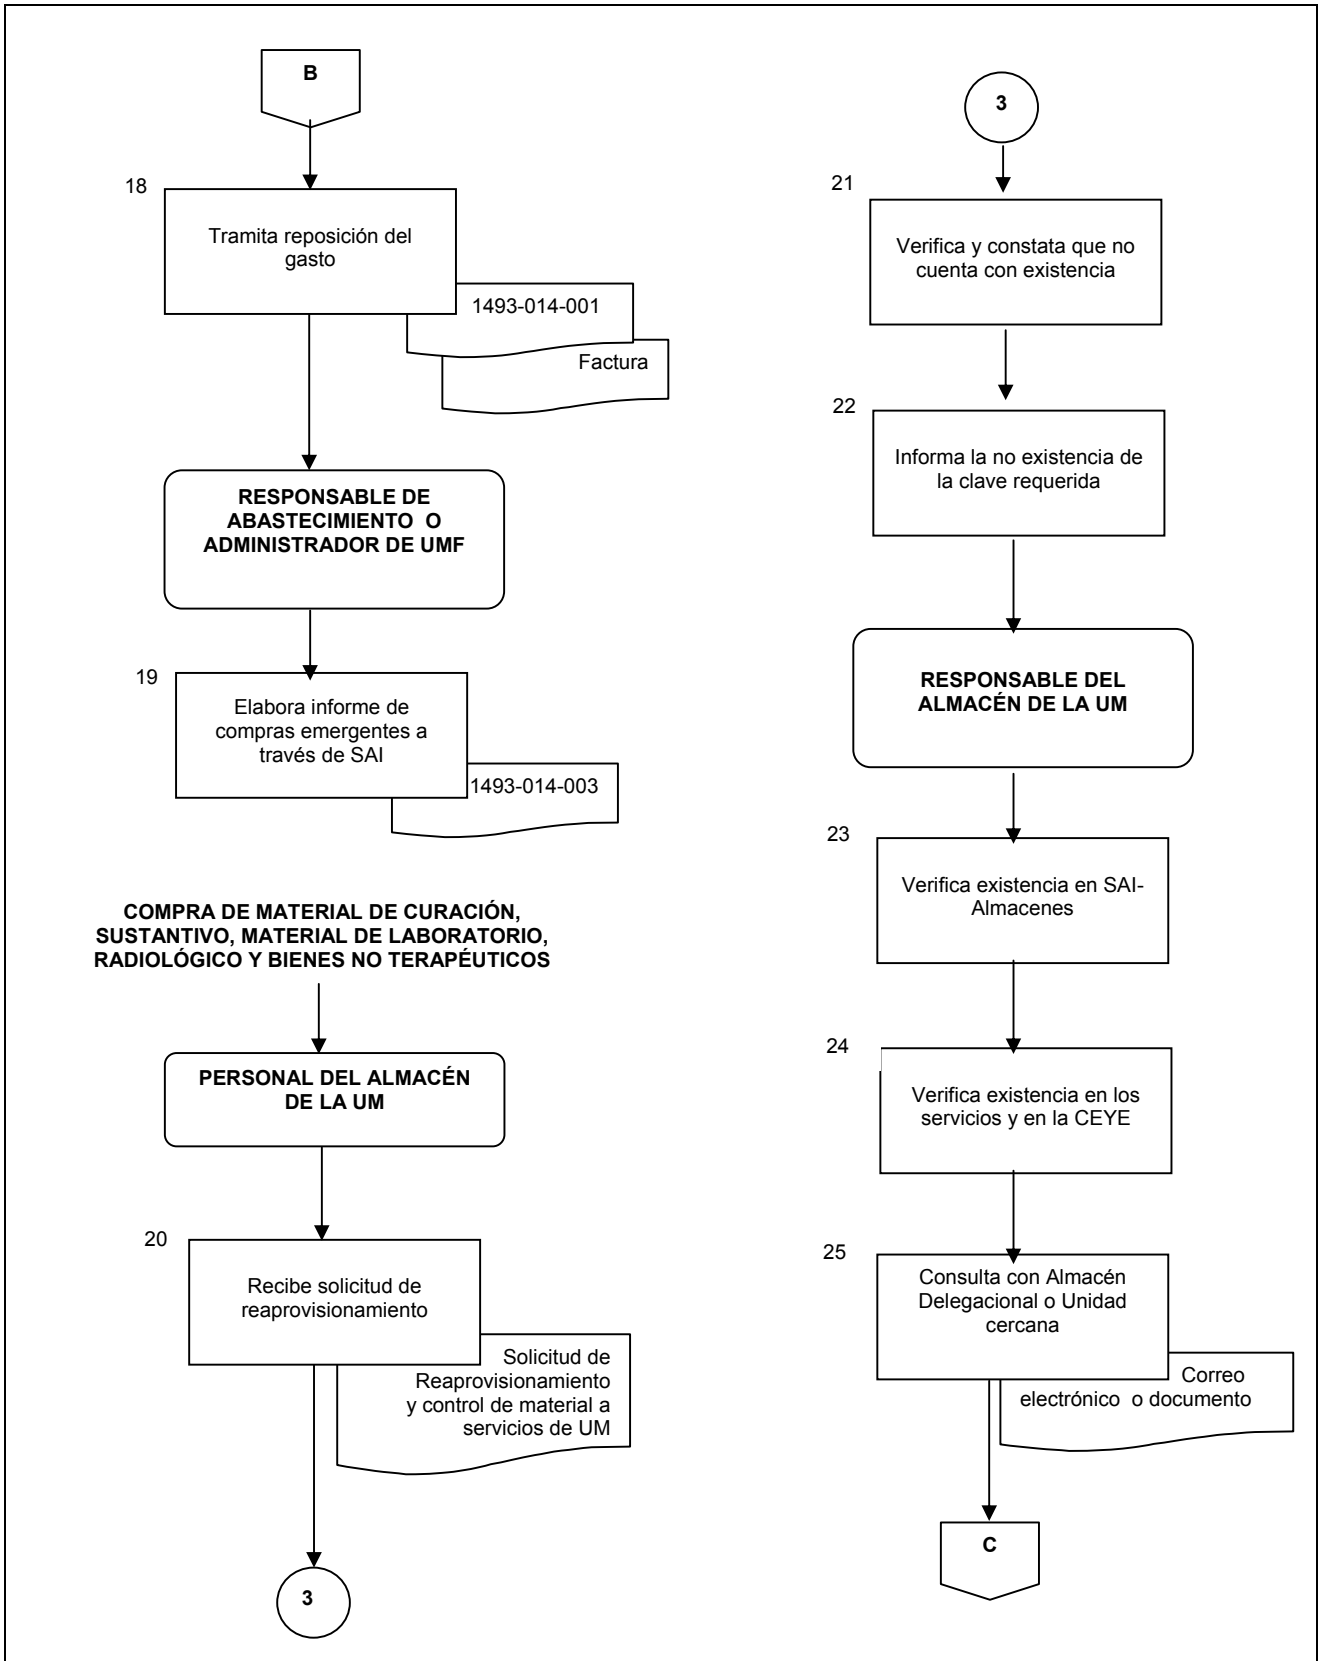 B
18
Tramita reposición del
gasto
1493-014-001
Factura
RESPONSABLE DE
ABASTECIMIENTO O
ADMINISTRADOR DE UMF
19
Elabora informe de
compras emergentes a
través de SAI
1493-014-003
COMPRA DE MATERIAL DE CURACIÓN,
SUSTANTIVO, MATERIAL DE LABORATORIO,
RADIOLÓGICO Y BIENES NO TERAPÉUTICOS
PERSONAL DEL ALMACÉN
DE LA UM
20
Recibe solicitud de
reaprovisionamiento
Solicitud de
Reaprovisionamiento
y control de material a
servicios de UM
3
3
21
Verifica y constata que no
cuenta con existencia
22
Informa la no existencia de
la clave requerida
RESPONSABLE DEL
ALMACÉN DE LA UM
23
Verifica existencia en SAI-
Almacenes
24
Verifica existencia en los
servicios y en la CEYE
25
Consulta con Almacén
Delegacional o Unidad
cercana
Correo
electrónico o documento
C